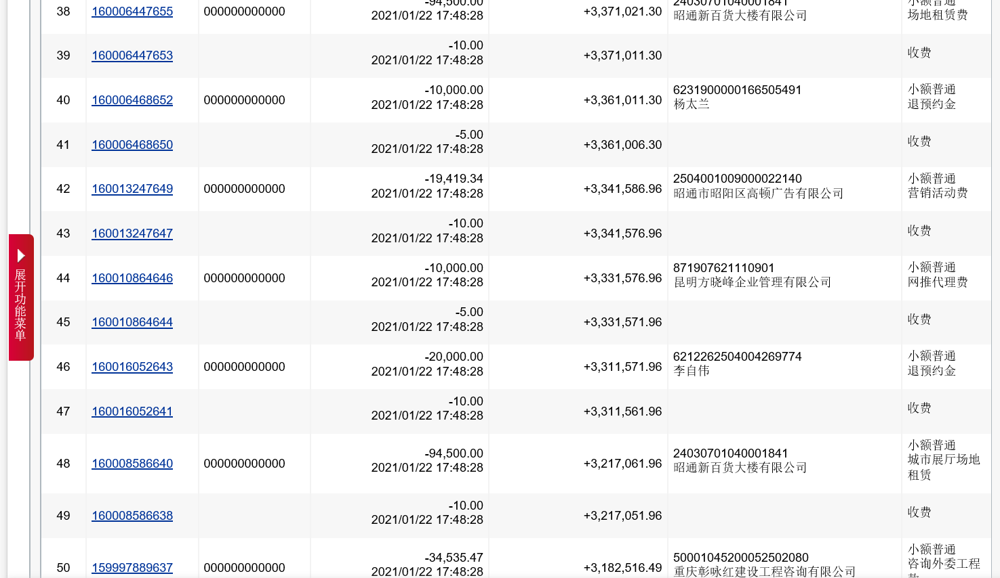 -94,500.00
24030701040001841
小额普通
38
160006447655
000000000000
2021/01/22 17:48:28
+3,371,021.30
昭通新百货大楼有限公司
场地租赁费
39
160006447653
-10.00
2021/01/22 17:48:28
+3,371,011.30
收费
40
160006468652
000000000000
-10,000.00
2021/01/22 17:48:28
+3,361,011.30
6231900000166505491
杨太兰
小额普通
退预约金
41
160006468650
-5.00
2021/01/22 17:48:28
+3,361,006.30
收费
42
160013247649
000000000000
-19,419.34
2021/01/22 17:48:28
+3,341,586.96
2504001009000022140
昭通市昭阳区高顿广告有限公司
小额普通
营销活动费
43
160013247647
-10.00
2021/01/22 17:48:28
+3,341,576.96
收费
展开功能菜单
44
160010864646
000000000000
-10,000.00
2021/01/22 17:48:28
+3,331,576.96
871907621110901
昆明方晓峰企业管理有限公司
小额普通
网推代理费
45
160010864644
-5.00
2021/01/22 17:48:28
+3,331,571.96
收费
46
160016052643
000000000000
-20,000.00
2021/01/22 17:48:28
+3,311,571.96
6212262504004269774
李自伟
小额普通
退预约金
47
160016052641
-10.00
2021/01/22 17:48:28
+3,311,561.96
收费
48
160008586640
000000000000
-94,500.00
2021/01/22 17:48:28
+3,217,061.96
24030701040001841
昭通新百货大楼有限公司
小额普通
城市展厅场地
租赁
49
160008586638
-10.00
2021/01/22 17:48:28
+3,217,051.96
收费
50
159997889637
000000000000
-34,535.47
2021/01/22 17:48:28
+3,182,516.49
50001045200052502080
重庆彰咏红建设工程咨询有限公司
小额普通
咨询外委工程